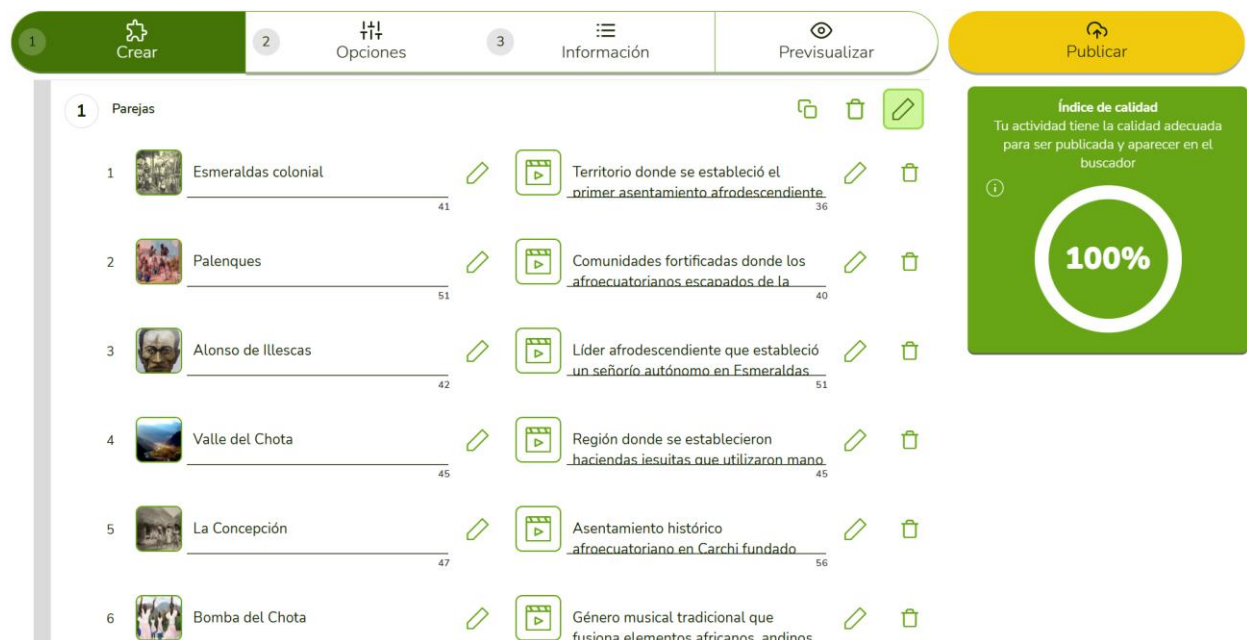 1
Crear
2
Opciones
3
Información
Previsualizar
Publicar
1 Parejas
1 Esmeraldas colonial
41
Territorio donde se estableció el
primer asentamiento afrodescendiente
36
2 Palenques
51
Comunidades fortificadas donde los
afroecuatorianos escapados de la
40
3 Alonso de Illescas
42
Líder afrodescendiente que estableció
un señorío autónomo en Esmeraldas
51
4 Valle del Chota
45
Región donde se establecieron
haciendas jesuitas que utilizaron mano
45
5 La Concepción
47
Asentamiento histórico
afroecuatoriano en Carchi fundado
56
6 Bomba del Chota
Género musical tradicional que
fusiona elementos africanos, andinos
Índice de calidad
Tu actividad tiene la calidad adecuada
para ser publicada y aparecer en el
buscador
100%